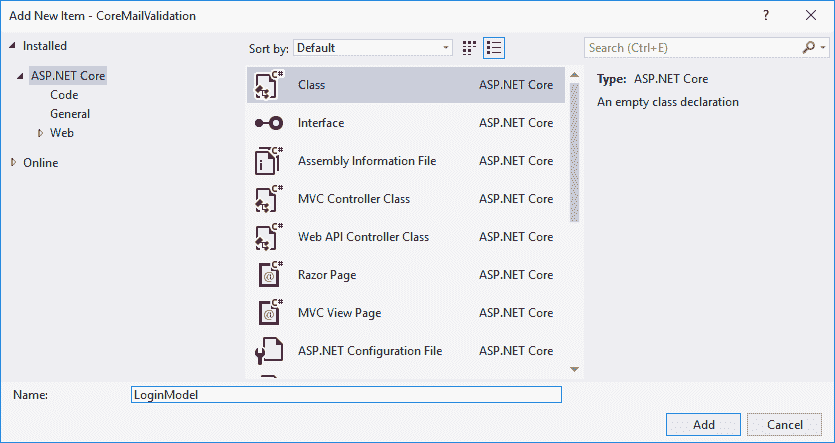 Add New Item - CoreMailValidation
? 
Installed
Sort by: Default
Search (Ctrl+E)
ASP.NET Core
Code
General
Web
Online
C# Class ASP.NET Core
Interface ASP.NET Core
C# Assembly Information File ASP.NET Core
C# MVC Controller Class ASP.NET Core
C# Web API Controller Class ASP.NET Core
C# @ Razor Page ASP.NET Core
C# @ MVC View Page ASP.NET Core
ASP.NET Configuration File ASP.NET Core
Type: ASP.NET Core
An empty class declaration
Name: LoginModel
Add Cancel